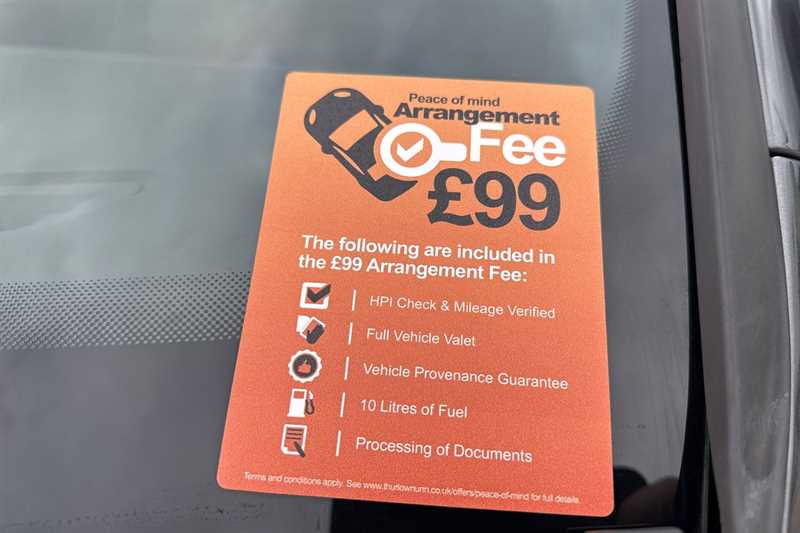 Peace of mind
Arrangement
Fee
£99
The following are included in
the £99 Arrangement Fee:
HPI Check & Mileage Verified
Full Vehicle Valet
Vehicle Provenance Guarantee
10 Litres of Fuel
Processing of Documents
Terms and conditions apply. See www.thurlownunn.co.uk/offers/peace-of-mind for full details.